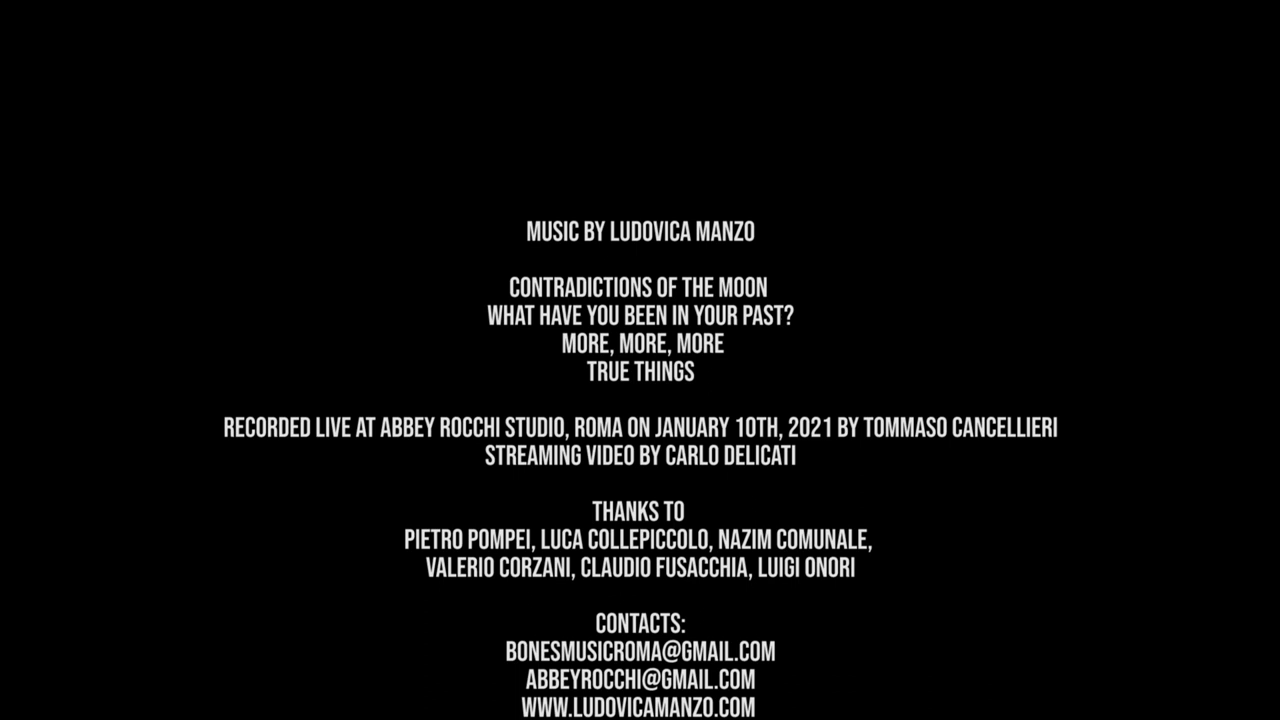 MUSIC BY LUDOVICA MANZO
CONTRADICTIONS OF THE MOON
WHAT HAVE YOU BEEN IN YOUR PAST?
MORE, MORE, MORE
TRUE THINGS
RECORDED LIVE AT ABBEY ROCCHI STUDIO, ROMA ON JANUARY 10TH, 2021 BY TOMMASO CANCELLIERI
STREAMING VIDEO BY CARLO DELICATI
THANKS TO
PIETRO POMPEI, LUCA COLLEPICCOLO, NAZIM COMUNALE,
VALERIO CORZANI, CLAUDIO FUSACCHIA, LUIGI ONORI
CONTACTS:
BONESMUSICROMA@GMAIL.COM
ABBEYROCCHI@GMAIL.COM
WWW.LUDOVICAMANZO.COM